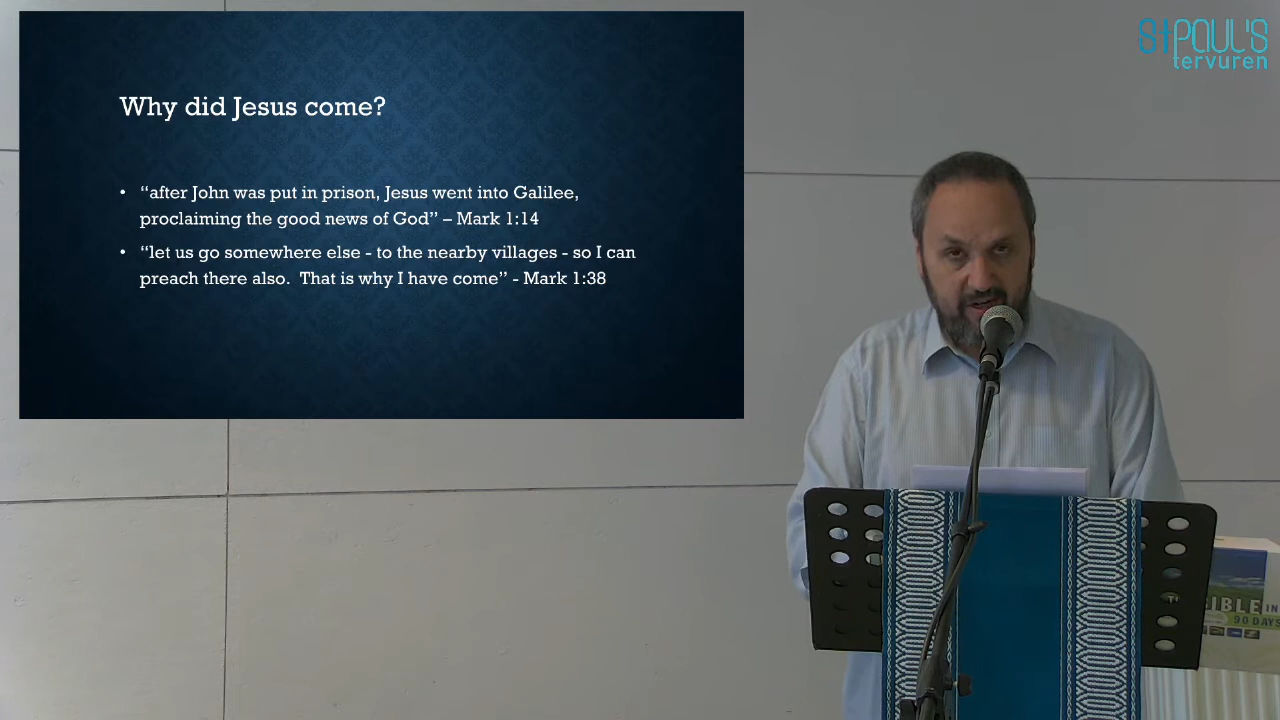 St PAUL'S
tervuren
Why did Jesus come?
• “after John was put in prison, Jesus went into Galilee,
proclaiming the good news of God” – Mark 1:14
• “let us go somewhere else - to the nearby villages - so I can
preach there also.  That is why I have come” - Mark 1:38
BIBLE IN
90 DAYS